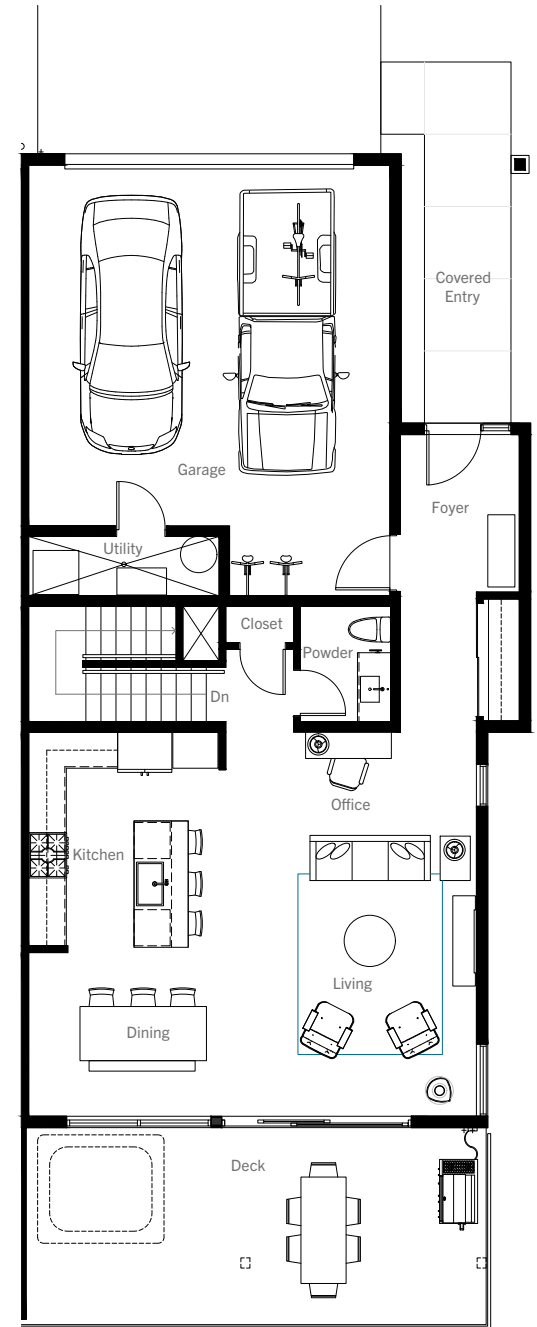 Covered
Entry
Garage
Foyer
Utility
Closet
Powder
Dn
Office
Kitchen
Living
Dining
Deck